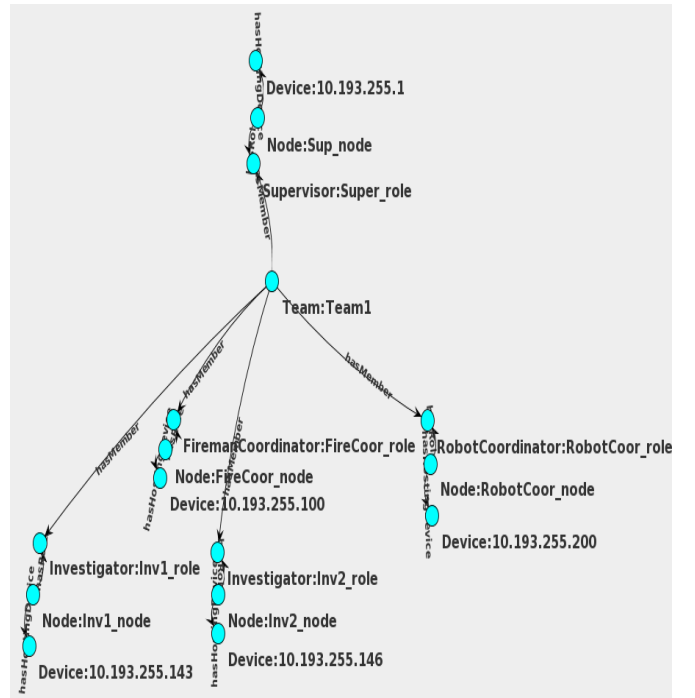 Device:10.193.255.1
Node:Sup_node
Supervisor:Super_role
hasMember
Team:Team1
hasMember
hasMember
hasMember
hasMember
FiremanCoordinator:FireCoor_role
RobotCoordinator:RobotCoor_role
Node:FireCoor_node
Node:RobotCoor_node
Device:10.193.255.100
Device:10.193.255.200
Investigator:Inv1_role
Investigator:Inv2_role
Node:Inv1_node
Node:Inv2_node
Device:10.193.255.143
Device:10.193.255.146